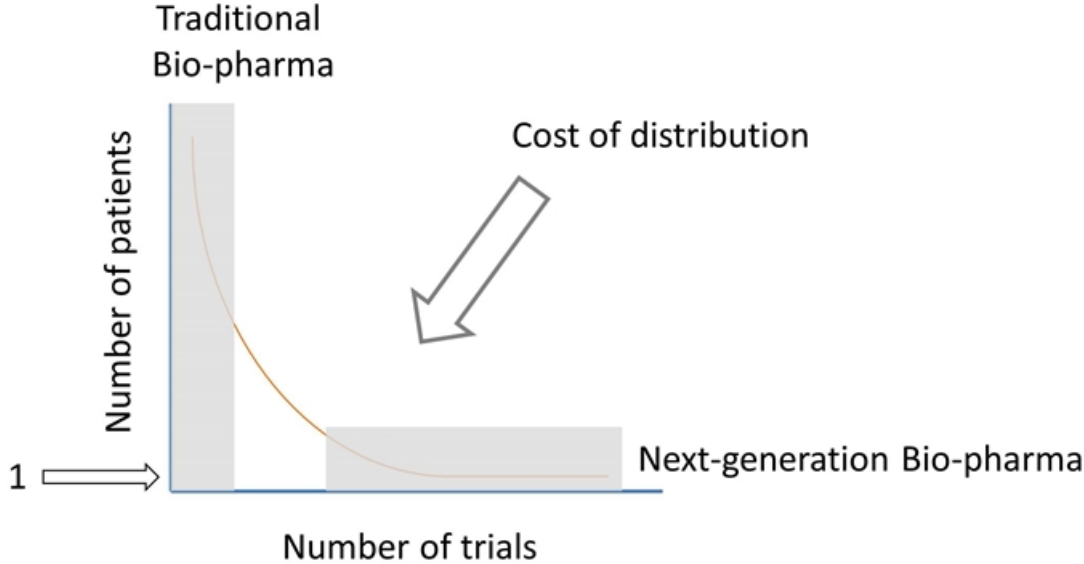 Traditional
Bio-pharma
Cost of distribution
Number of patients
Next-generation Bio-pharma
1
Number of trials